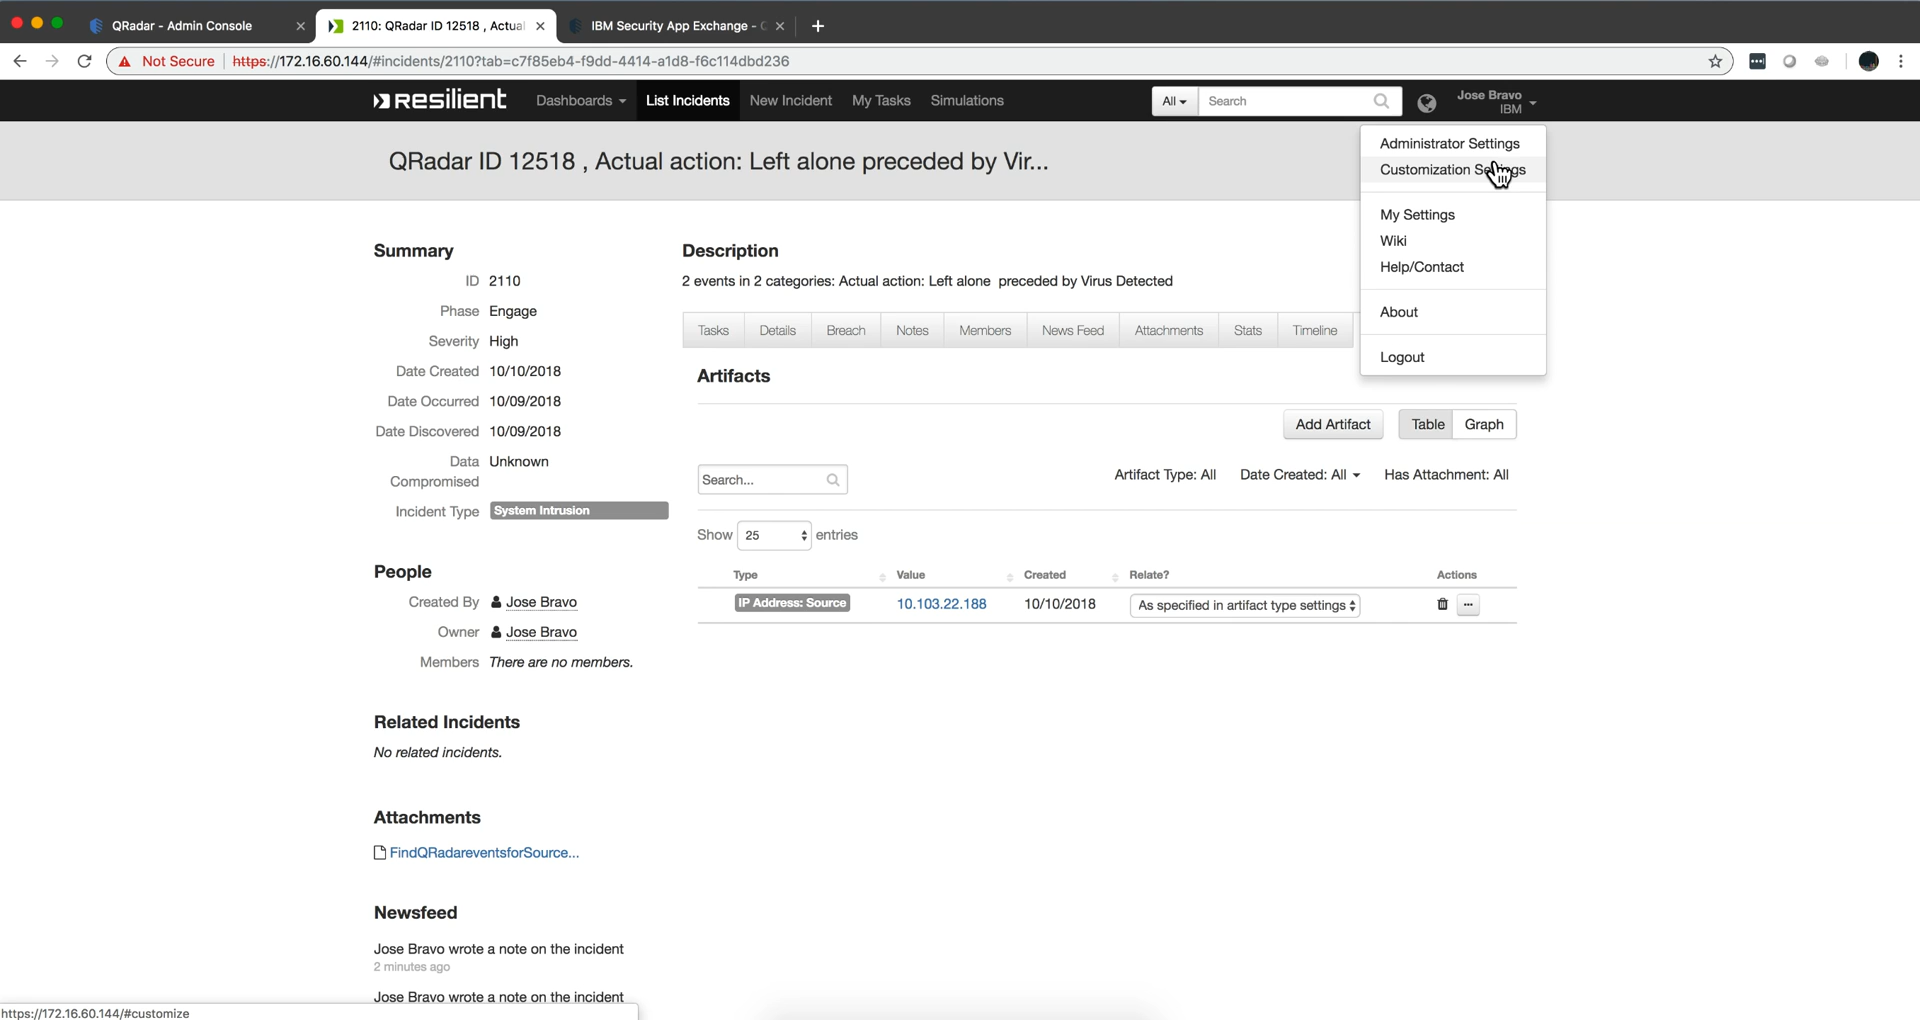 QRadar - Admin Console
2110: QRadar ID 12518 , Actual
IBM Security App Exchange -
Not Secure https://172.16.60.144/#incidents/2110?tab=c7f85eb4-f9dd-4414-a1d8-f6c114dbd236
resilient Dashboards List Incidents New Incident My Tasks Simulations All Search Jose Bravo
IBM
QRadar ID 12518 , Actual action: Left alone preceded by Vir...
Administrator Settings
Customization Settings
My Settings
Wiki
Help/Contact
About
Logout
Summary
ID 2110
Phase Engage
Severity High
Date Created 10/10/2018
Date Occurred 10/09/2018
Date Discovered 10/09/2018
Data Unknown
Compromised
Incident Type System Intrusion
People
Created By Jose Bravo
Owner Jose Bravo
Members There are no members.
Related Incidents
No related incidents.
Attachments
FindQRadareventsforSource...
Newsfeed
Jose Bravo wrote a note on the incident
2 minutes ago
Jose Bravo wrote a note on the incident
Description
2 events in 2 categories: Actual action: Left alone preceded by Virus Detected
Tasks Details Breach Notes Members News Feed Attachments Stats Timeline
Artifacts
Add Artifact Table Graph
Search... Artifact Type: All Date Created: All Has Attachment: All
Show 25 entries
Type Value Created Relate? Actions
IP Address: Source 10.103.22.188 10/10/2018 As specified in artifact type settings ...
https://172.16.60.144/#customize